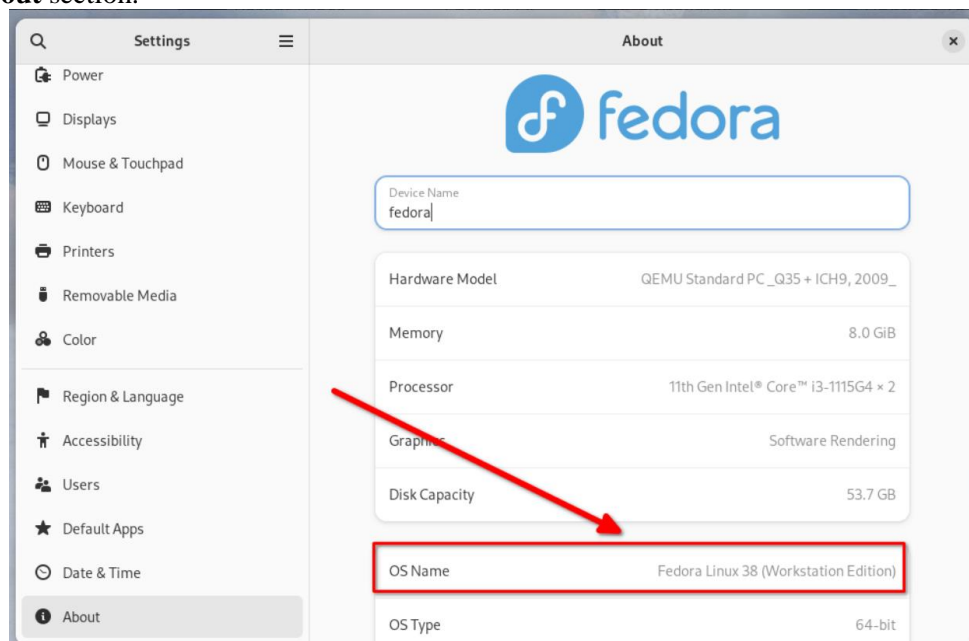 out section.
Settings
About
Power
Displays
Mouse & Touchpad
Keyboard
Printers
Removable Media
Color
Region & Language
Accessibility
Users
Default Apps
Date & Time
About
fedora
Device Name
fedora
Hardware Model QEMU Standard PC _Q35 + ICH9, 2009_
Memory 8.0 GiB
Processor 11th Gen Intel® Core™ i3-1115G4 × 2
Graphics Software Rendering
Disk Capacity 53.7 GB
OS Name Fedora Linux 38 (Workstation Edition)
OS Type 64-bit